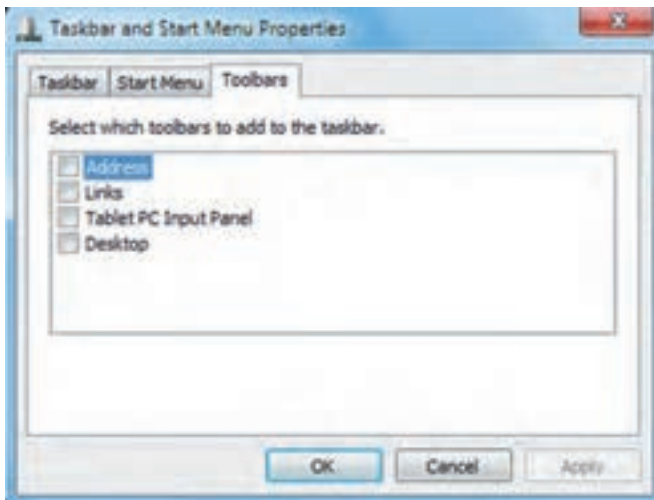 Taskbar and Start Menu Properties
Taskbar Start Menu Toolbars
Select which toolbars to add to the taskbar.
Address
Links
Tablet PC Input Panel
Desktop
OK Cancel Apply